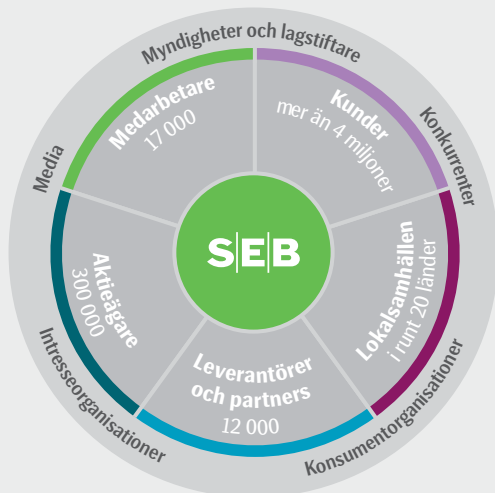 Myndigheter och lagstiftare
Media
Konkurrenter
Medarbetare
17 000
Kunder
mer än 4 miljoner
S|E|B
Aktieägare
300 000
Lokalsamhällen
i runt 20 länder
Leverantörer
och partners
12 000
Intresseorganisationer
Konsumentorganisationer